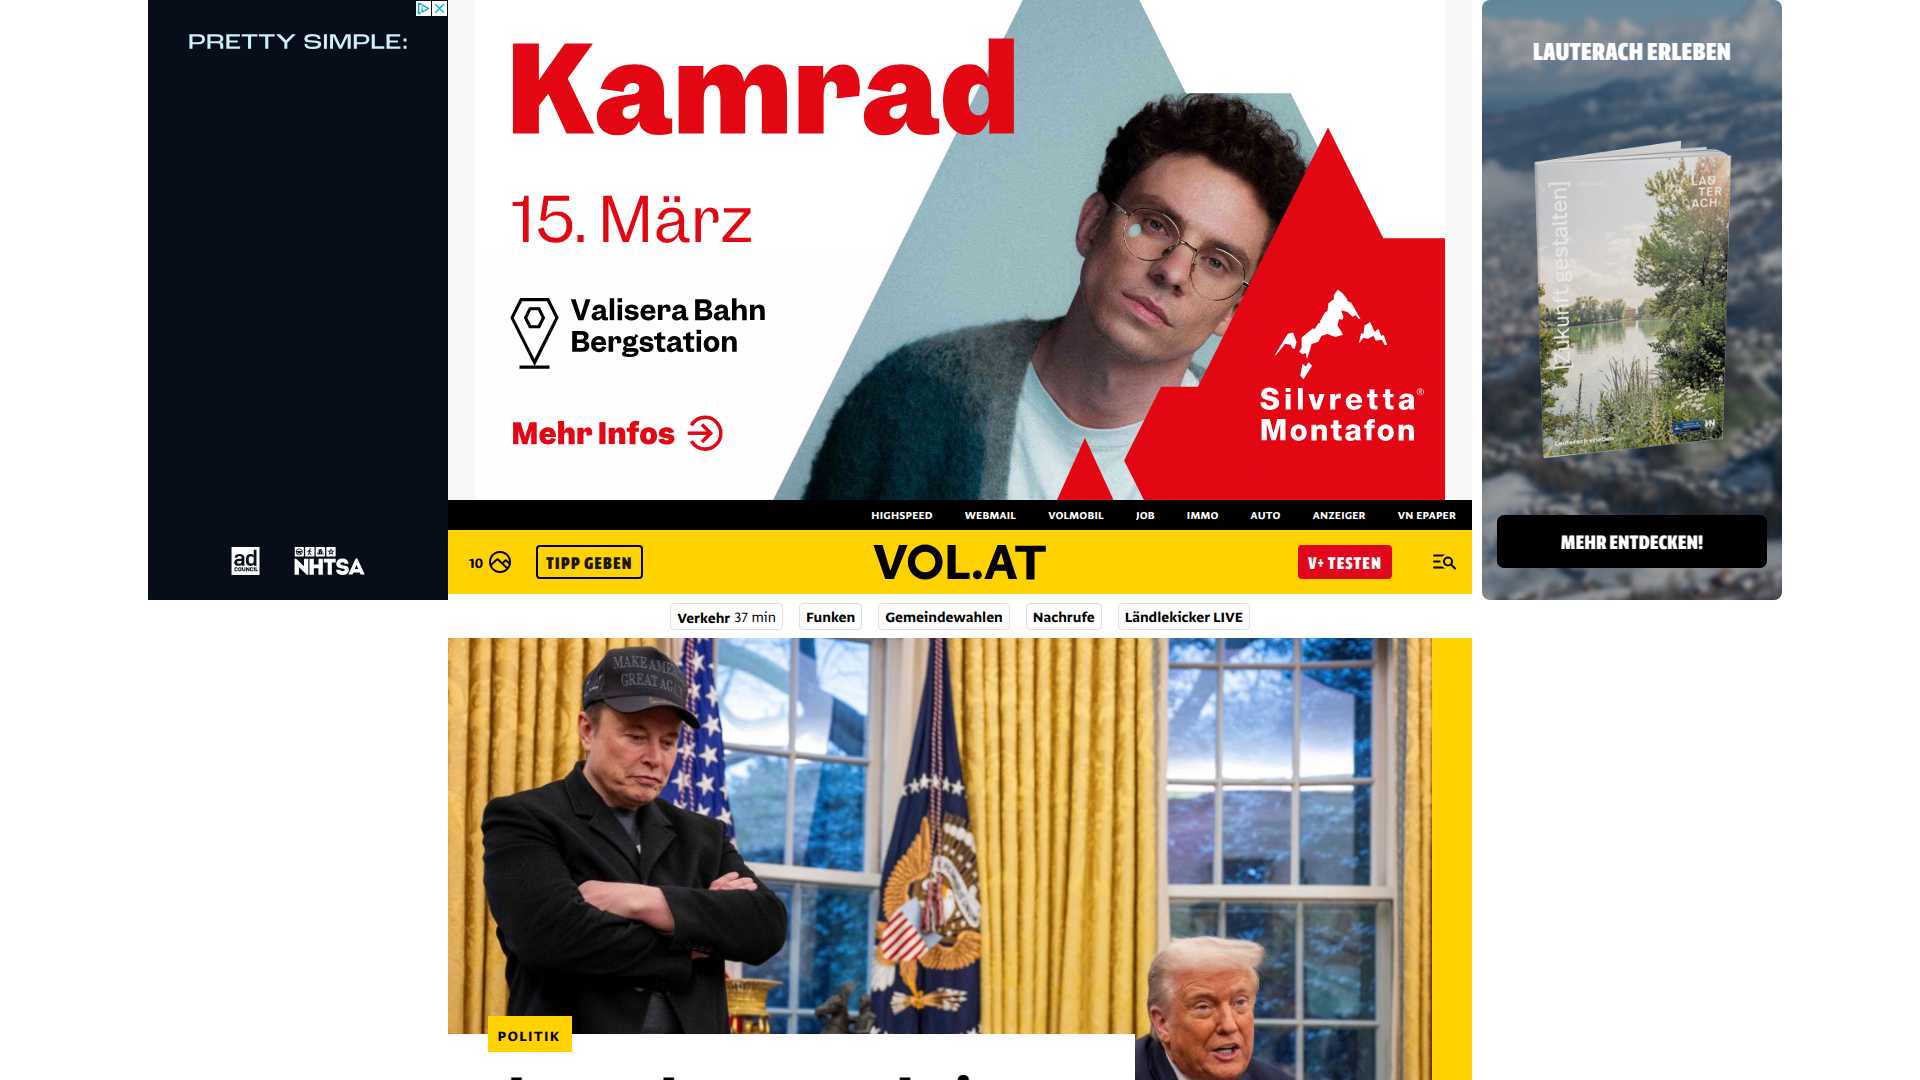 PRETTY SIMPLE:
ad
COUNCIL
NHTSA
Kamrad
15. März
Valisera Bahn
Bergstation
Mehr Infos
Silvretta®
Montafon
LAUTERACH ERLEBEN
LAU
TER
ACH
[Zukunft gestalten]
MEHR ENTDECKEN!
HIGHSPEED WEBMAIL VOLMOBIL JOB IMMO AUTO ANZEIGER VN EPAPER
10 TIPP GEBEN VOL.AT V+ TESTEN
Verkehr 37 min Funken Gemeindewahlen Nachrufe Ländlekicker LIVE
MAKE AME
GREAT AGA
POLITIK